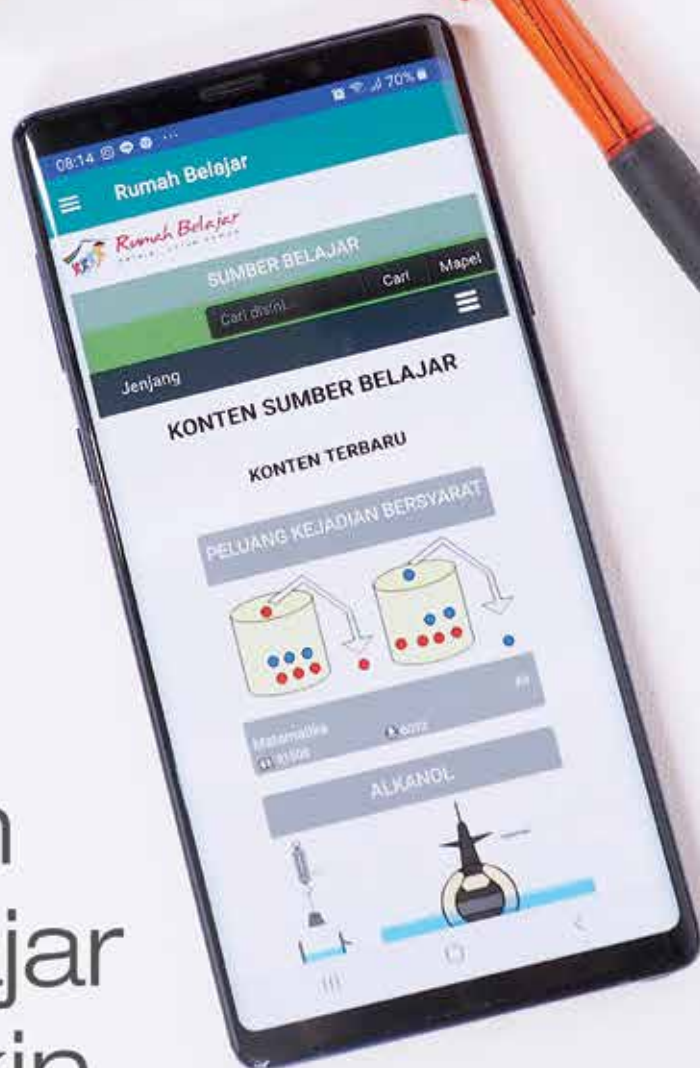 08:14
70%
Rumah Belajar
Rumah Belajar
SUMBER BELAJAR
Cari disini...
Cari
Mapel
Jenjang
KONTEN SUMBER BELAJAR
KONTEN TERBARU
PELUANG KEJADIAN BERSYARAT
Matematika
ALKANOL
n
ajar